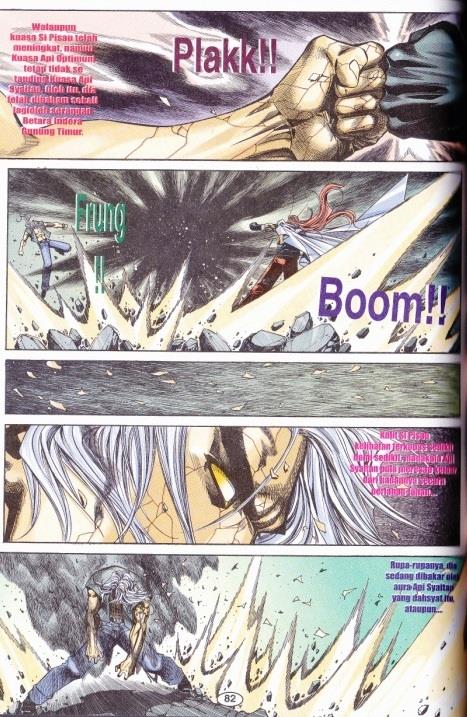 Walaupun
kuasa Si Pisau telah
meningkat, namun
Kuasa Api Optimum
tetap tidak se
tanding Kuasa Api
Syaitan. Oleh itu, dia
telah dibaham sekali
lagi oleh serangan
Betara Indera
Gunung Timur.
Plakk!!
Erung
!!
Boom!!
Kulit Si Pisau
kelihatan terkupas sedikit
demi sedikit, manakala Api
Syaitan pula meresap keluar
dari badannya secara
perlahan-lahan...
Rupa-rupanya, dia
sedang dibakar oleh
aura Api Syaitan
yang dahsyat itu,
ataupun...
82